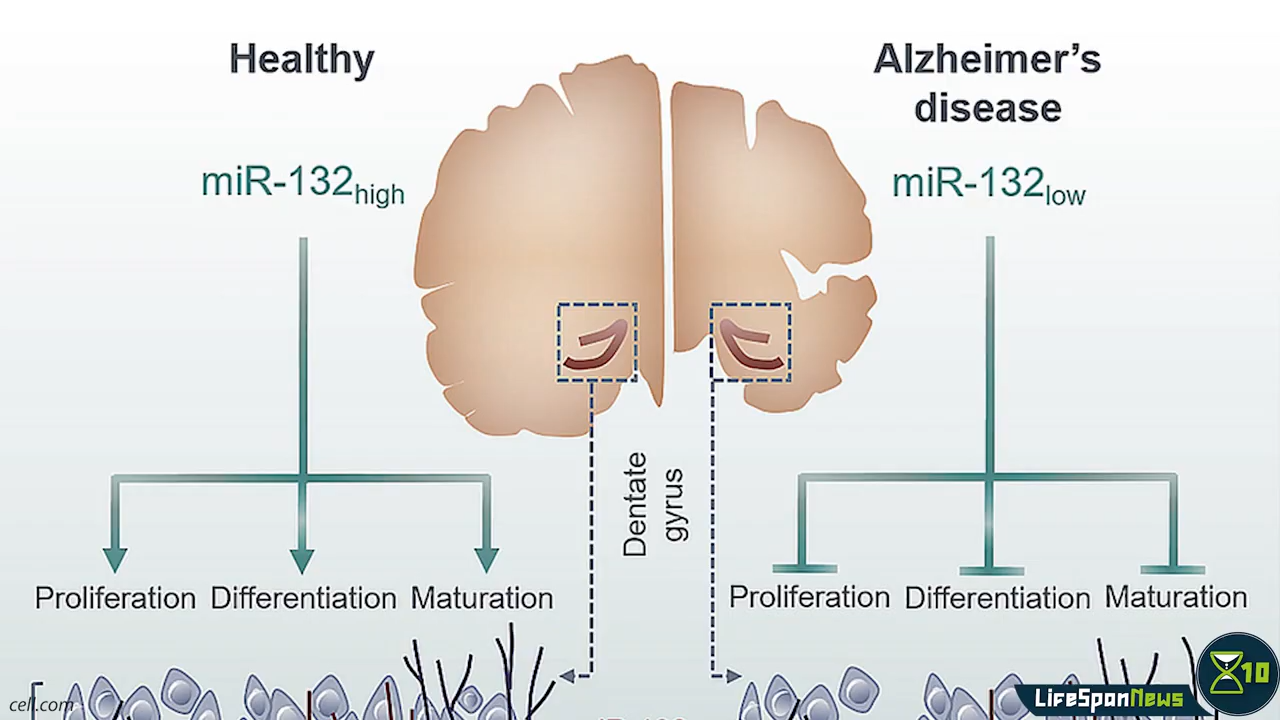 Healthy
Alzheimer's
disease
miR-132high
miR-132low
Dentate
gyrus
Proliferation Differentiation Maturation
Proliferation Differentiation Maturation
cell.com
LifeSpanNews
10